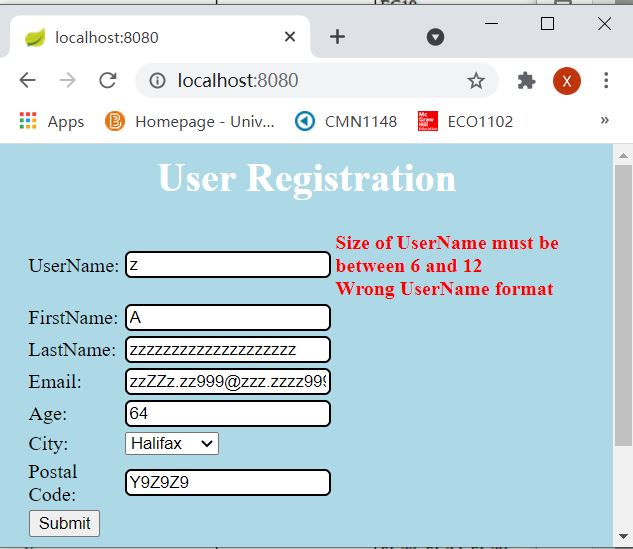 localhost:8080
localhost:8080
X
Apps
Homepage - Univ...
CMN1148
ECO1102
»
User Registration
UserName: z
Size of UserName must be
between 6 and 12
Wrong UserName format
FirstName: A
LastName: zzzzzzzzzzzzzzzzzzzz
Email: zzZZz.zz999@zzz.zzzz999
Age: 64
City: Halifax
Postal
Code: Y9Z9Z9
Submit